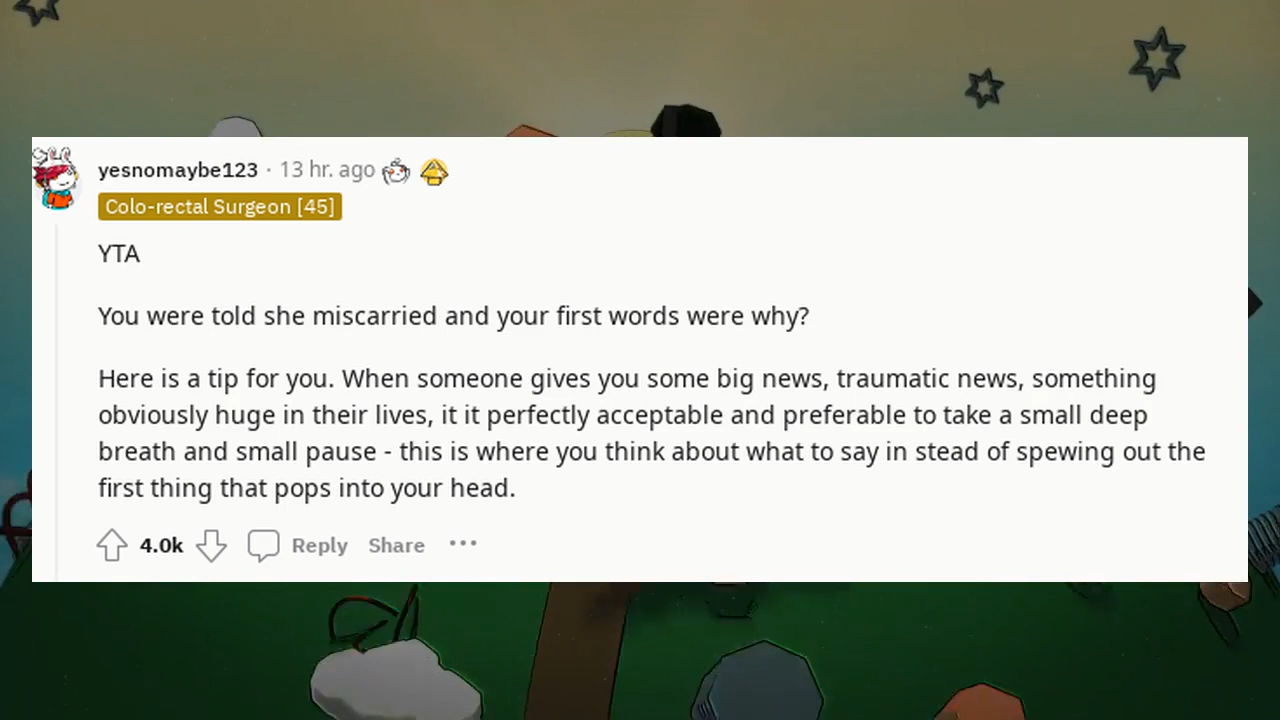 yesnomaybe123 · 13 hr. ago
Colo-rectal Surgeon [45]
YTA
You were told she miscarried and your first words were why?
Here is a tip for you. When someone gives you some big news, traumatic news, something
obviously huge in their lives, it it perfectly acceptable and preferable to take a small deep
breath and small pause - this is where you think about what to say in stead of spewing out the
first thing that pops into your head.
4.0k Reply Share ...